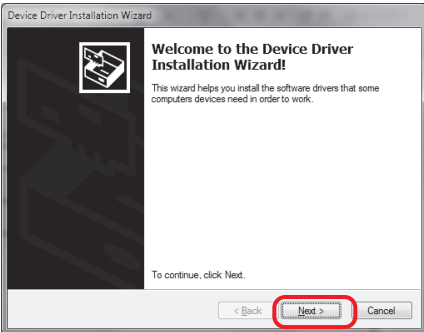 Device Driver Installation Wizard
Welcome to the Device Driver
Installation Wizard!
This wizard helps you install the software drivers that some
computers devices need in order to work.
To continue, click Next.
< Back
Next >
Cancel